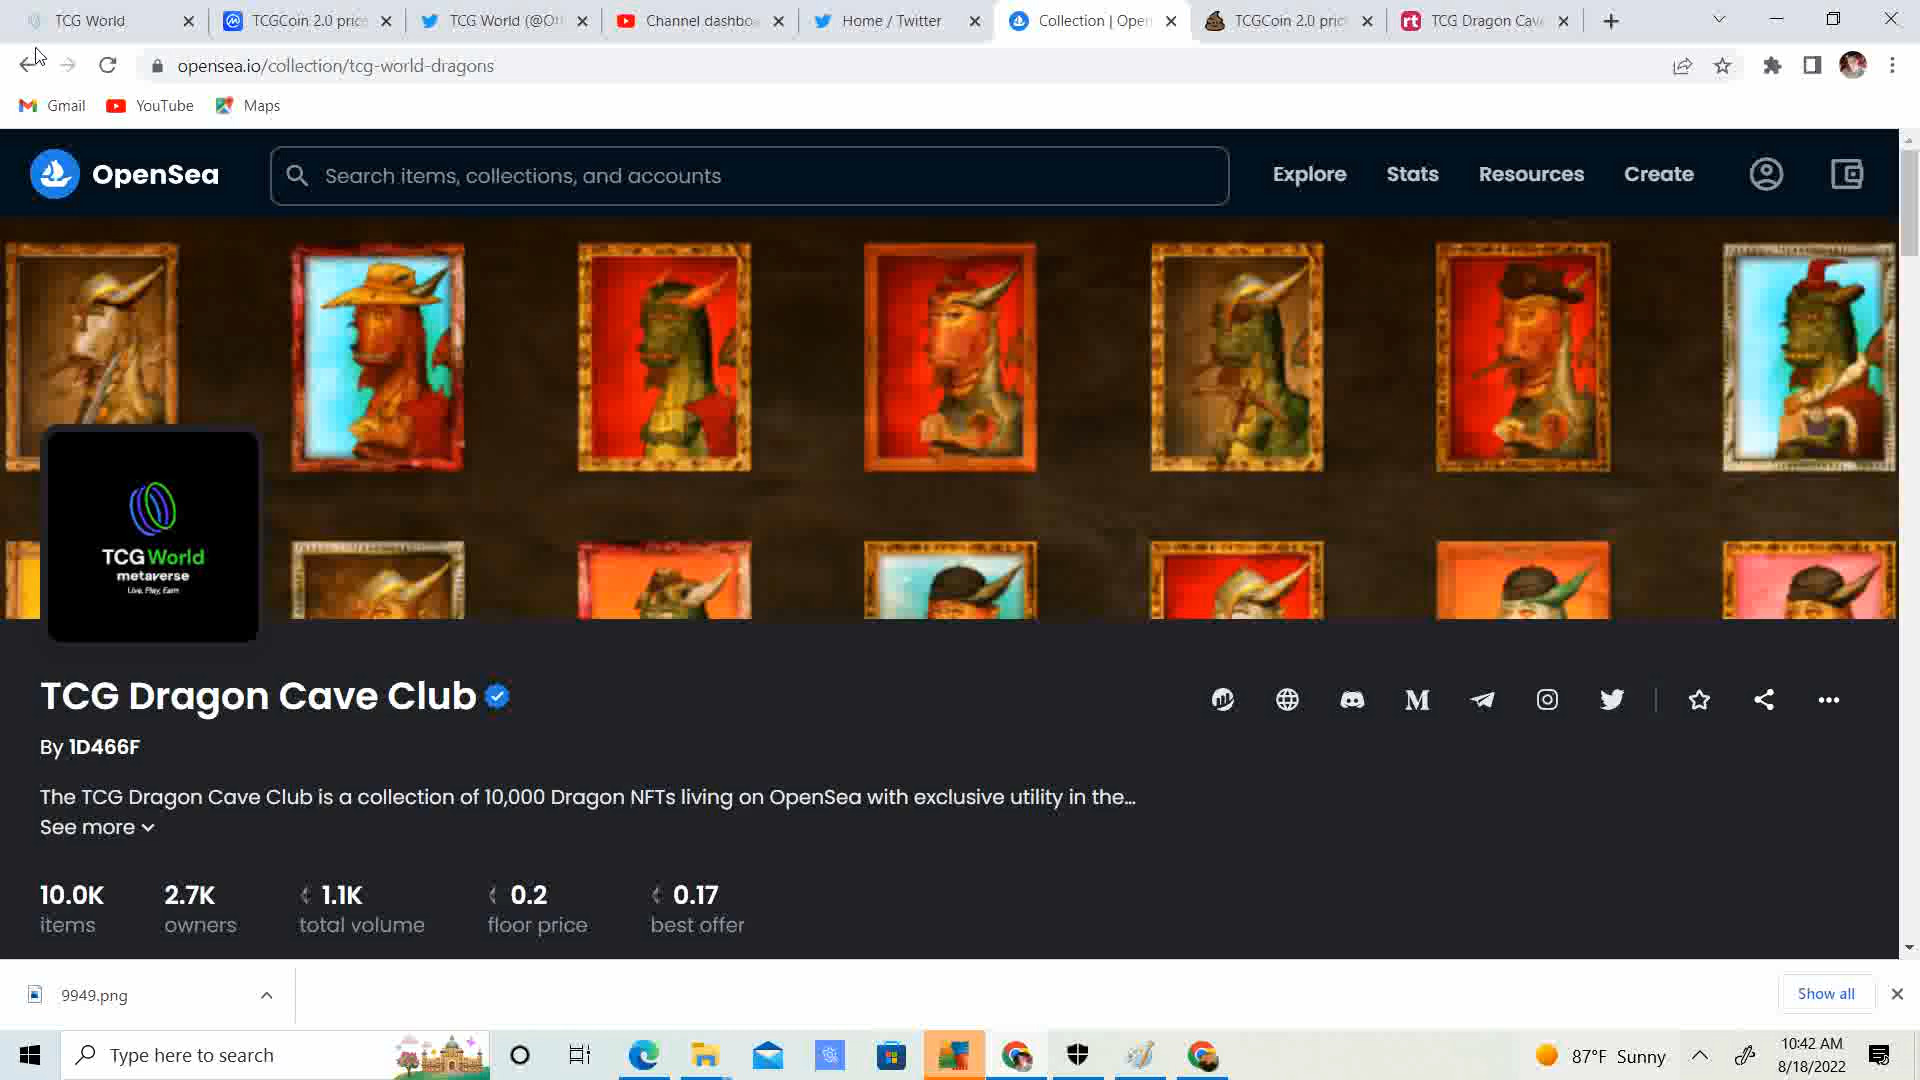 TCG World
TCGCoin 2.0 pric
TCG World (@Of
Channel dashbo
Home / Twitter
Collection | Open
TCGCoin 2.0 pric
TCG Dragon Cav
opensea.io/collection/tcg-world-dragons
Gmail
YouTube
Maps
OpenSea
Search items, collections, and accounts
Explore
Stats
Resources
Create
TCG World
metaverse
Live, Play, Earn
TCG Dragon Cave Club
By 1D466F
The TCG Dragon Cave Club is a collection of 10,000 Dragon NFTs living on OpenSea with exclusive utility in the…
See more
10.0K
items
2.7K
owners
1.1K
total volume
0.2
floor price
0.17
best offer
9949.png
Show all
Type here to search
87°F Sunny
10:42 AM
8/18/2022